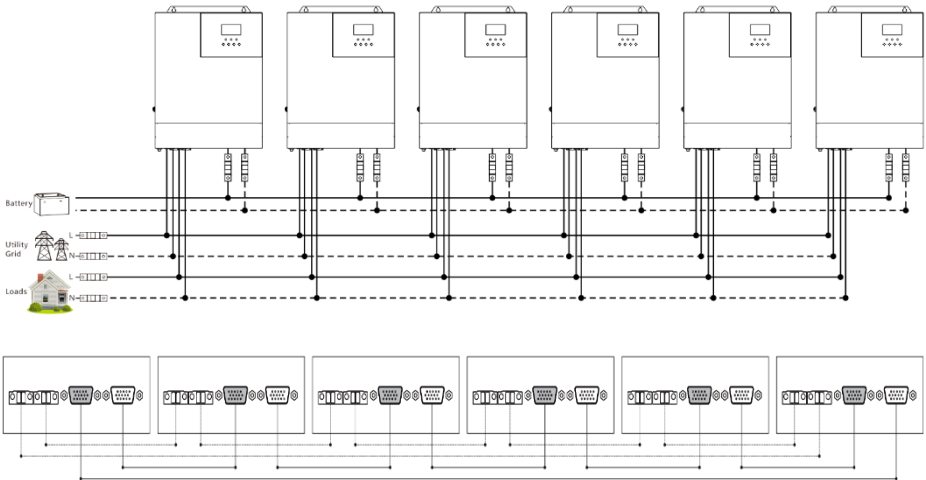 Battery
Utility
Grid
L
N
Loads
L
N